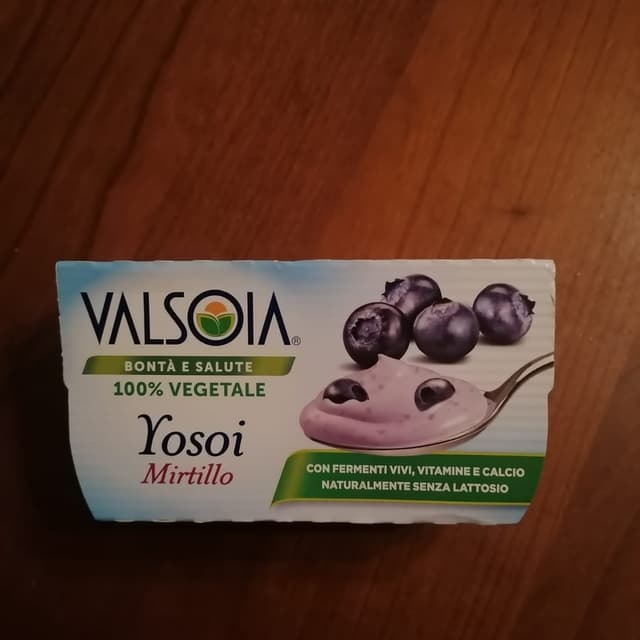 VALSOIA®
BONTÀ E SALUTE
100% VEGETALE
Yosoi
Mirtillo
CON FERMENTI VIVI, VITAMINE E CALCIO
NATURALMENTE SENZA LATTOSIO